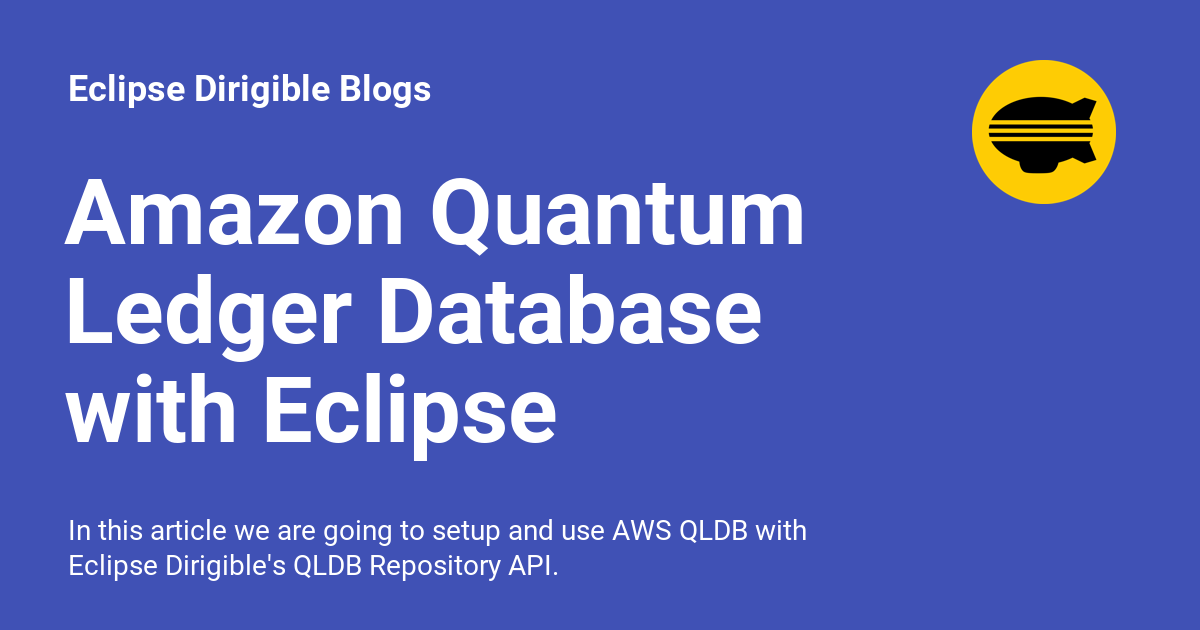 Eclipse Dirigible Blogs
Amazon Quantum
Ledger Database
with Eclipse
In this article we are going to setup and use AWS QLDB with
Eclipse Dirigible's QLDB Repository API.